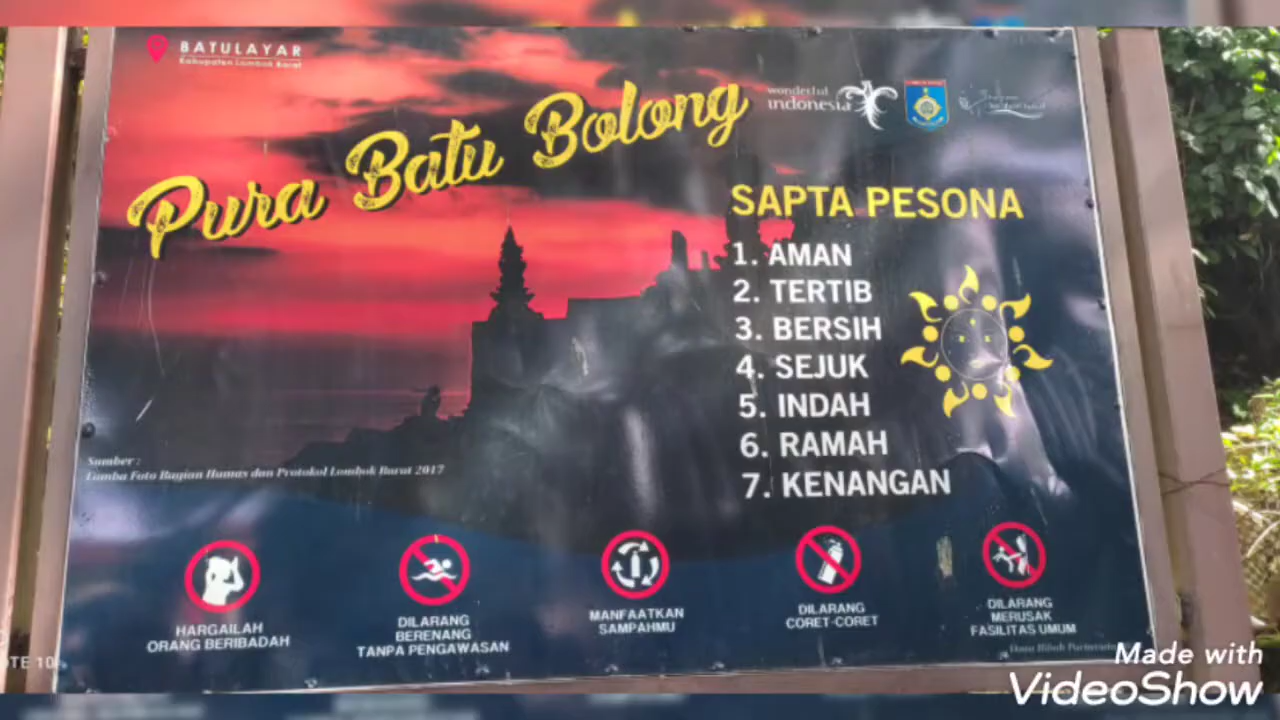 BATULAYAR
Kabupaten Lombok Barat
Pura Batu Bolong
wonderful
indonesia
SAPTA PESONA
1. AMAN
2. TERTIB
3. BERSIH
4. SEJUK
5. INDAH
6. RAMAH
7. KENANGAN
Sumber :
Lomba Foto Bagian Humas dan Protokol Lombok Barat 2017
HARGAILAH
ORANG BERIBADAH
DILARANG
BERENANG
TANPA PENGAWASAN
MANFAATKAN
SAMPAHMU
DILARANG
CORET-CORET
DILARANG
MERUSAK
FASILITAS UMUM
Made with
VideoShow